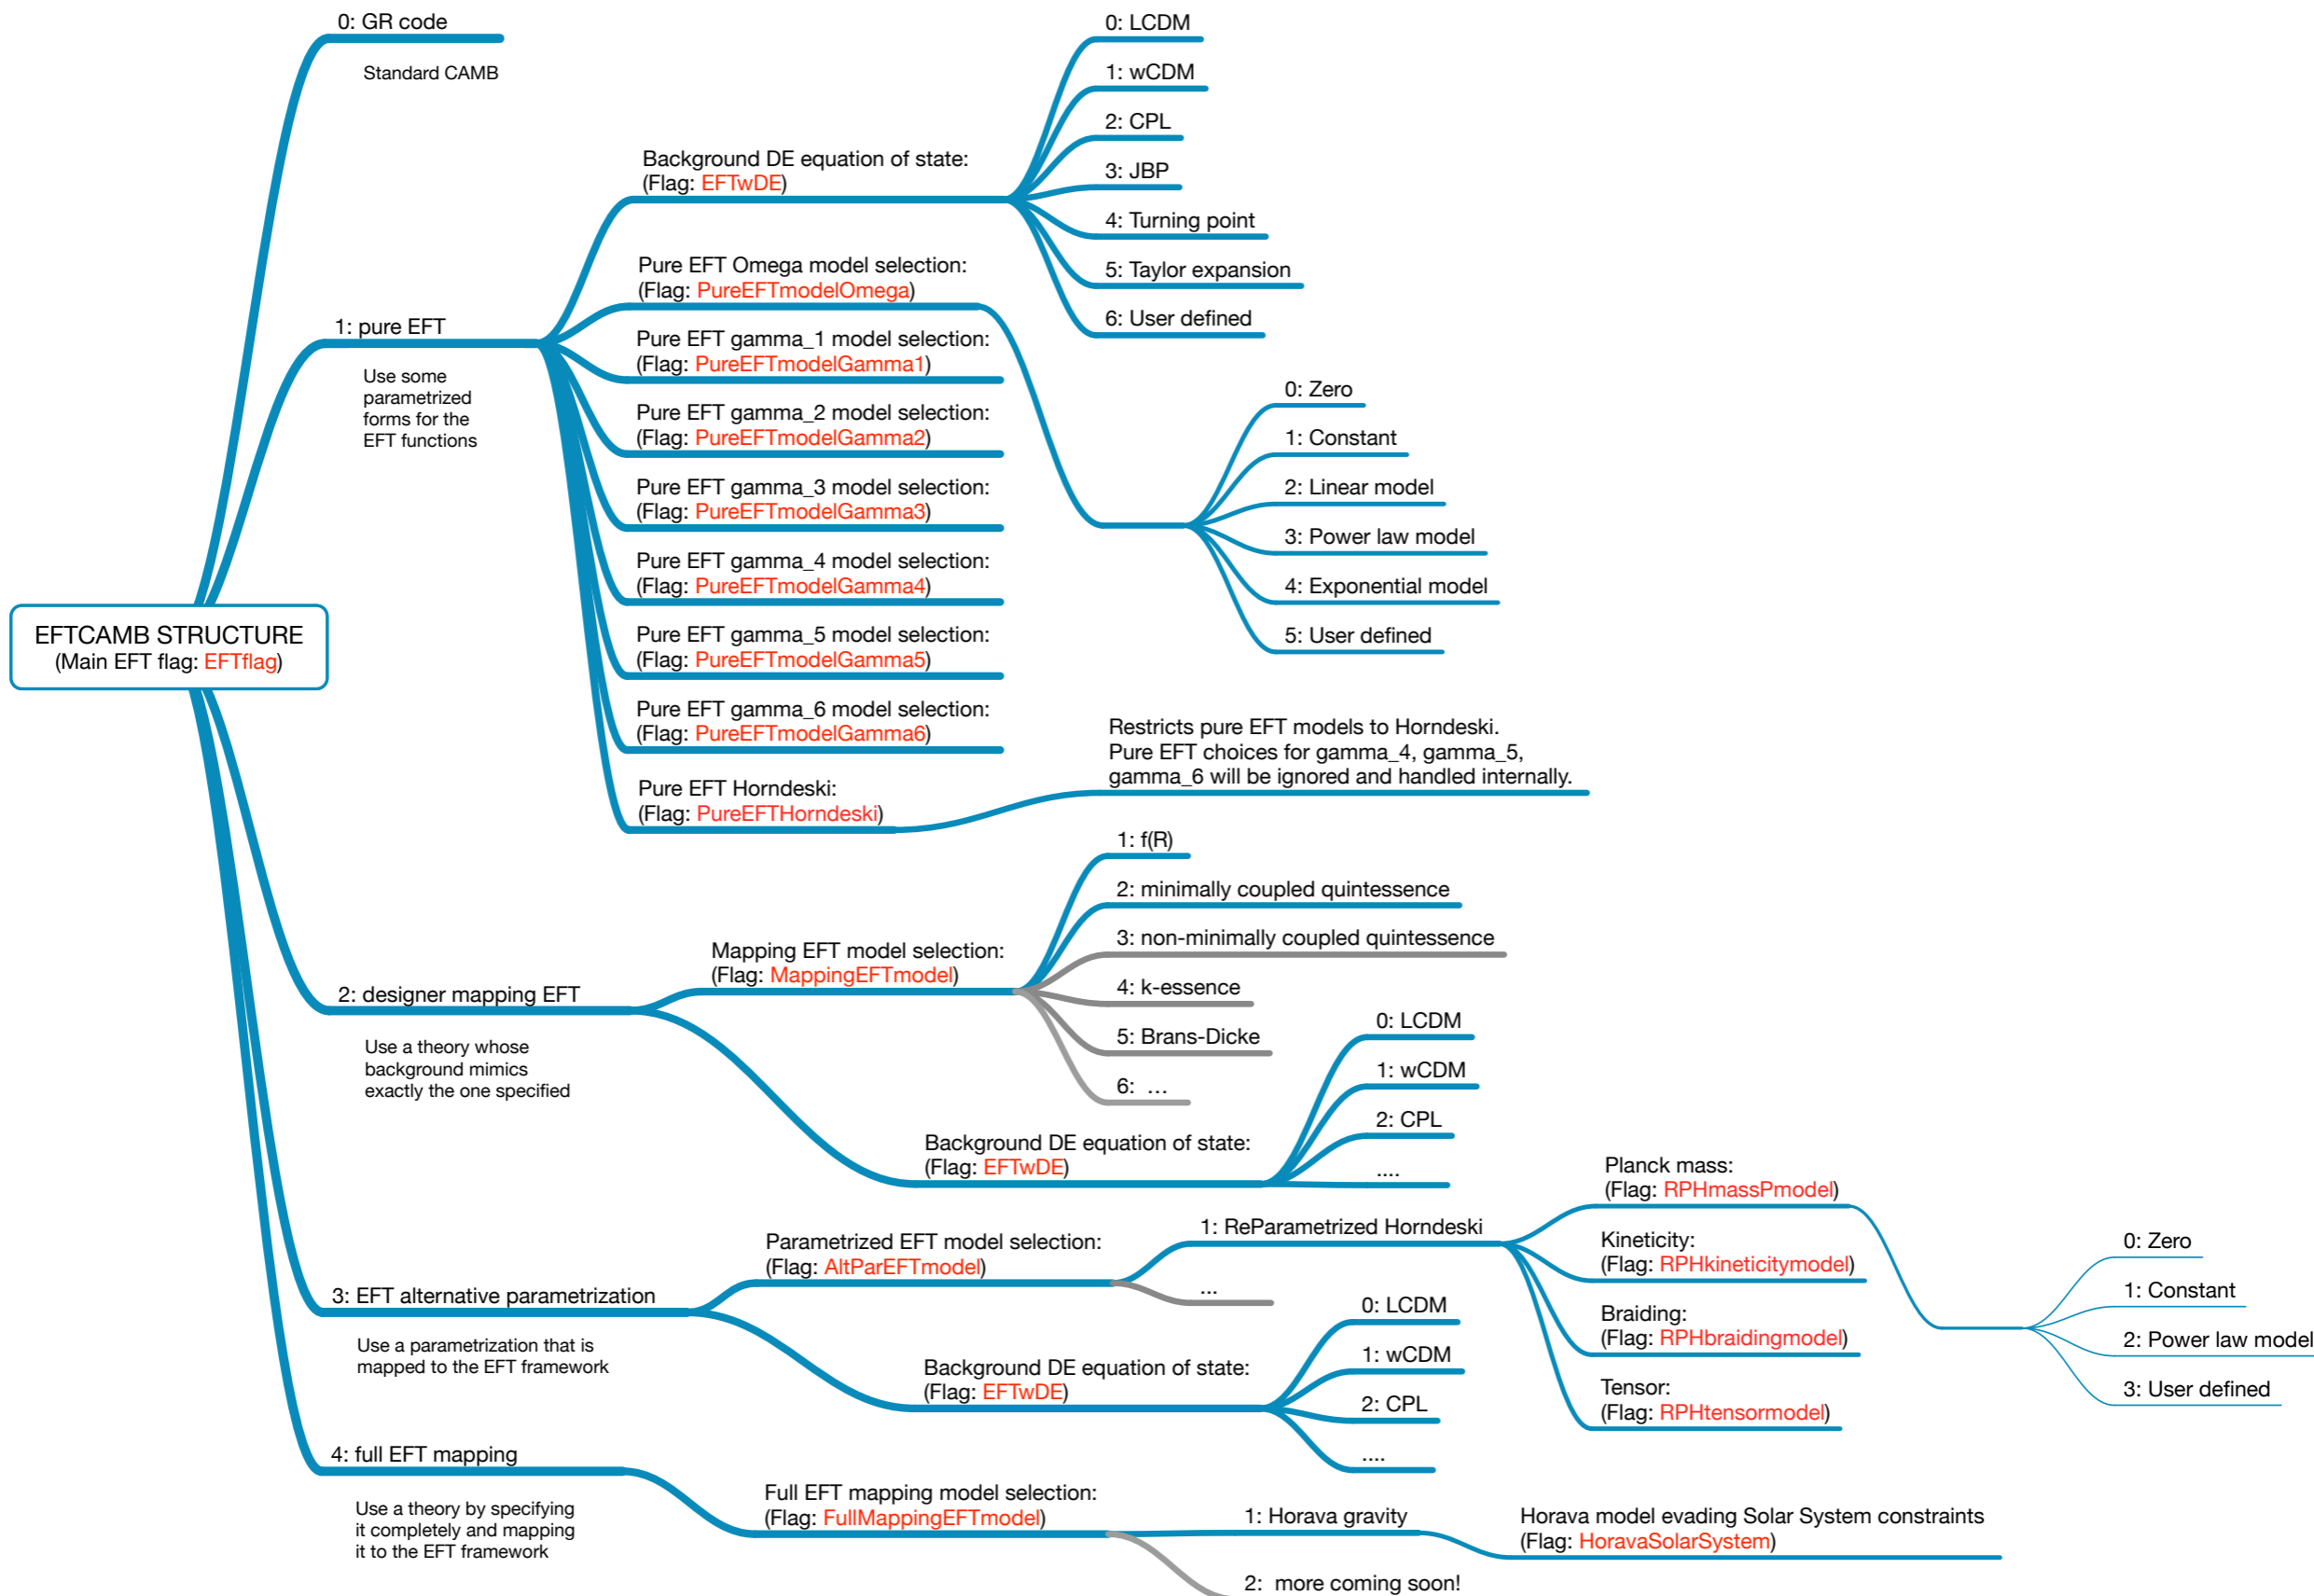 0: GR code
Standard CAMB
0: LCDM
1: wCDM
2: CPL
3: JBP
4: Turning point
5: Taylor expansion
6: User defined
Background DE equation of state:
(Flag: EFTwDE)
Pure EFT Omega model selection:
(Flag: PureEFTmodelOmega)
1: pure EFT
Use some
parametrized
forms for the
EFT functions
Pure EFT gamma_1 model selection:
(Flag: PureEFTmodelGamma1)
Pure EFT gamma_2 model selection:
(Flag: PureEFTmodelGamma2)
Pure EFT gamma_3 model selection:
(Flag: PureEFTmodelGamma3)
Pure EFT gamma_4 model selection:
(Flag: PureEFTmodelGamma4)
Pure EFT gamma_5 model selection:
(Flag: PureEFTmodelGamma5)
Pure EFT gamma_6 model selection:
(Flag: PureEFTmodelGamma6)
Pure EFT Horndeski:
(Flag: PureEFTHorndeski)
0: Zero
1: Constant
2: Linear model
3: Power law model
4: Exponential model
5: User defined
Restricts pure EFT models to Horndeski.
Pure EFT choices for gamma_4, gamma_5,
gamma_6 will be ignored and handled internally.
EFTCAMB STRUCTURE
(Main EFT flag: EFTflag)
2: designer mapping EFT
Use a theory whose
background mimics
exactly the one specified
Mapping EFT model selection:
(Flag: MappingEFTmodel)
1: f(R)
2: minimally coupled quintessence
3: non-minimally coupled quintessence
4: k-essence
5: Brans-Dicke
6: ...
Background DE equation of state:
(Flag: EFTwDE)
0: LCDM
1: wCDM
2: CPL
....
3: EFT alternative parametrization
Use a parametrization that is
mapped to the EFT framework
Parametrized EFT model selection:
(Flag: AltParEFTmodel)
1: ReParametrized Horndeski
...
Planck mass:
(Flag: RPHmassPmodel)
Kineticity:
(Flag: RPHkineticitymodel)
Braiding:
(Flag: RPHbraidingmodel)
Tensor:
(Flag: RPHtensormodel)
0: Zero
1: Constant
2: Power law model
3: User defined
Background DE equation of state:
(Flag: EFTwDE)
0: LCDM
1: wCDM
2: CPL
....
4: full EFT mapping
Use a theory by specifying
it completely and mapping
it to the EFT framework
Full EFT mapping model selection:
(Flag: FullMappingEFTmodel)
1: Horava gravity
2: more coming soon!
Horava model evading Solar System constraints
(Flag: HoravaSolarSystem)